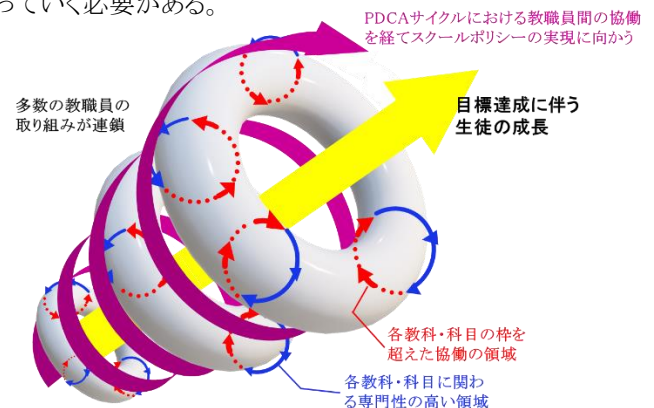 っていく必要がある。
PDCAサイクルにおける教職員間の協働
を経てスクールポリシーの実現に向かう
多数の教職員の
取り組みが連鎖
目標達成に伴う
生徒の成長
各教科・科目の枠を
超えた協働の領域
各教科・科目に関わ
る専門性の高い領域